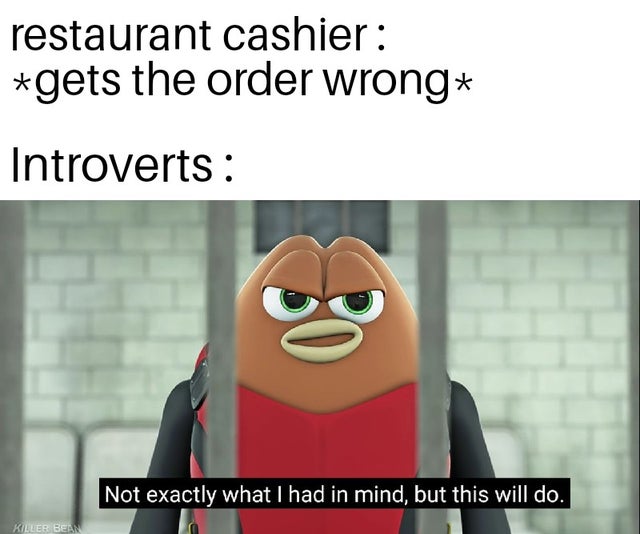 restaurant cashier :
*gets the order wrong*
Introverts :
Not exactly what I had in mind, but this will do.
KILLER BEAN